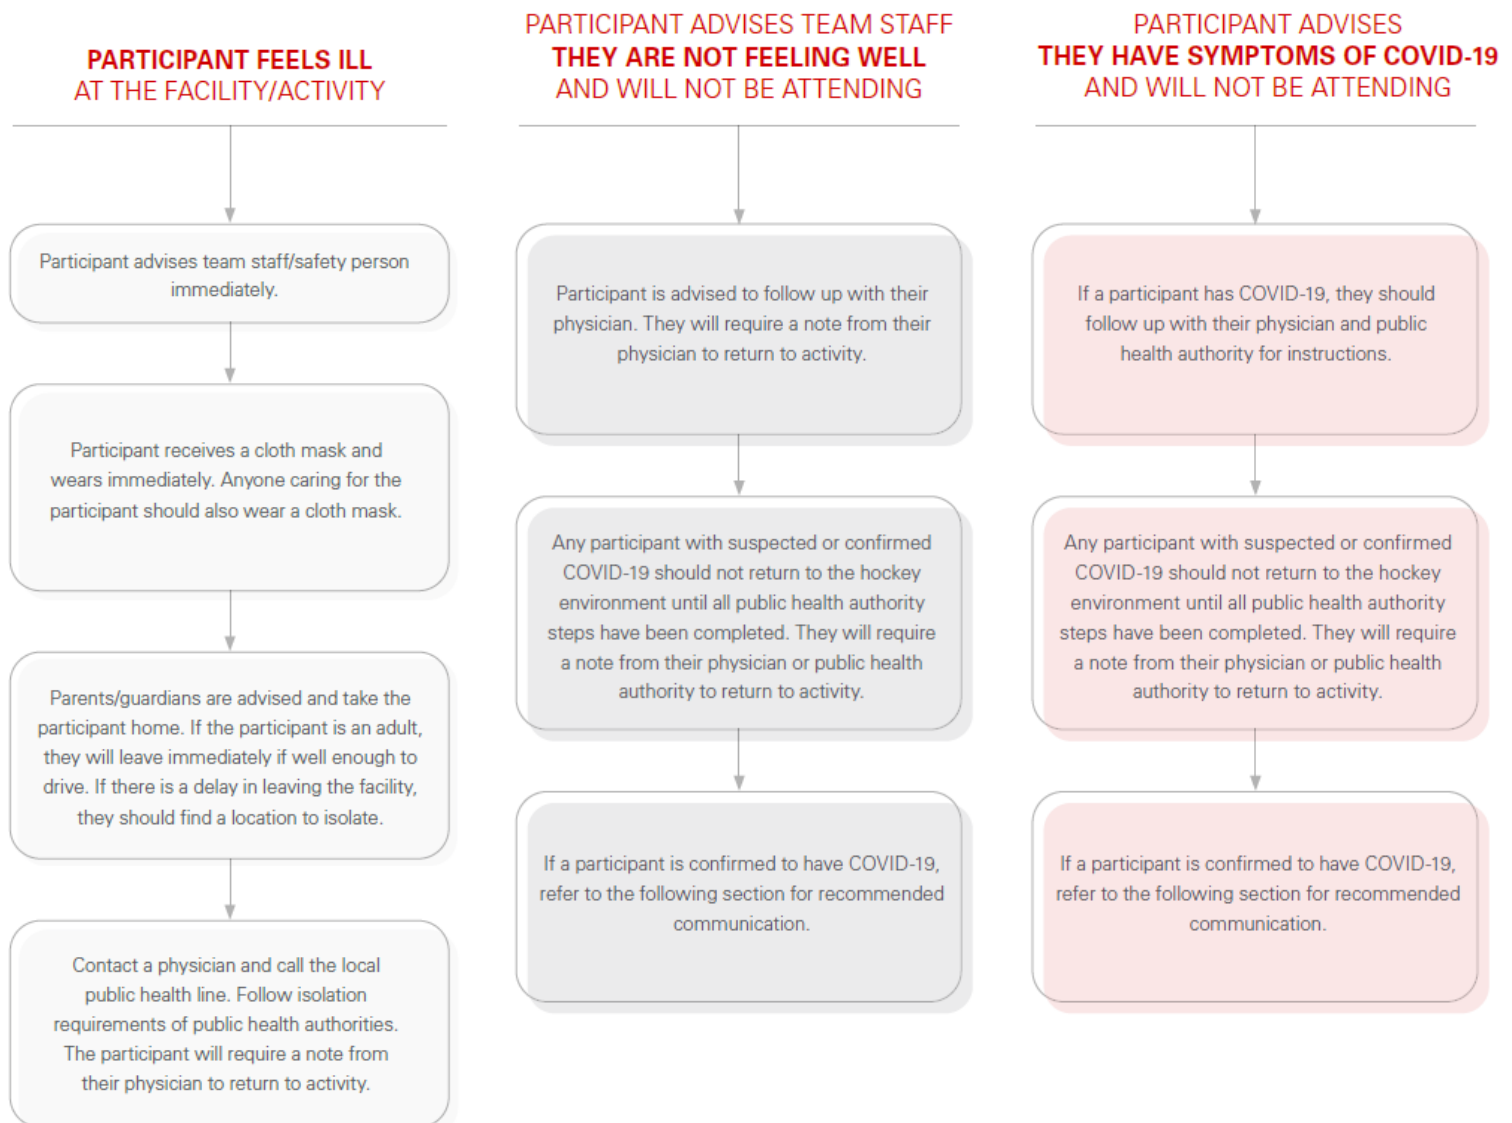 PARTICIPANT FEELS ILL
AT THE FACILITY/ACTIVITY
Participant advises team staff/safety person
immediately.
Participant receives a cloth mask and
wears immediately. Anyone caring for the
participant should also wear a cloth mask.
Parents/guardians are advised and take the
participant home. If the participant is an adult,
they will leave immediately if well enough to
drive. If there is a delay in leaving the facility,
they should find a location to isolate.
Contact a physician and call the local
public health line. Follow isolation
requirements of public health authorities.
The participant will require a note from
their physician to return to activity.
PARTICIPANT ADVISES TEAM STAFF
THEY ARE NOT FEELING WELL
AND WILL NOT BE ATTENDING
Participant is advised to follow up with their
physician. They will require a note from their
physician to return to activity.
Any participant with suspected or confirmed
COVID-19 should not return to the hockey
environment until all public health authority
steps have been completed. They will require
a note from their physician or public health
authority to return to activity.
If a participant is confirmed to have COVID-19,
refer to the following section for recommended
communication.
PARTICIPANT ADVISES
THEY HAVE SYMPTOMS OF COVID-19
AND WILL NOT BE ATTENDING
If a participant has COVID-19, they should
follow up with their physician and public
health authority for instructions.
Any participant with suspected or confirmed
COVID-19 should not return to the hockey
environment until all public health authority
steps have been completed. They will require
a note from their physician or public health
authority to return to activity.
If a participant is confirmed to have COVID-19,
refer to the following section for recommended
communication.